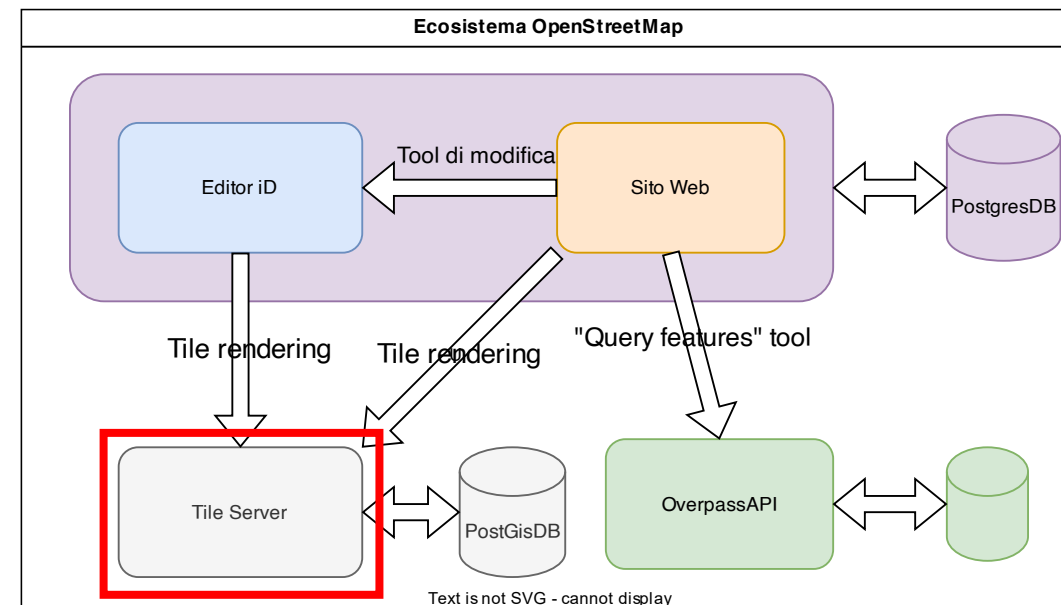 Ecosistema OpenStreetMap
Editor iD
Tool di modifica
Sito Web
PostgresDB
Tile rendering
Tile rendering
"Query features" tool
Tile Server
PostGisDB
OverpassAPI
Text is not SVG - cannot display